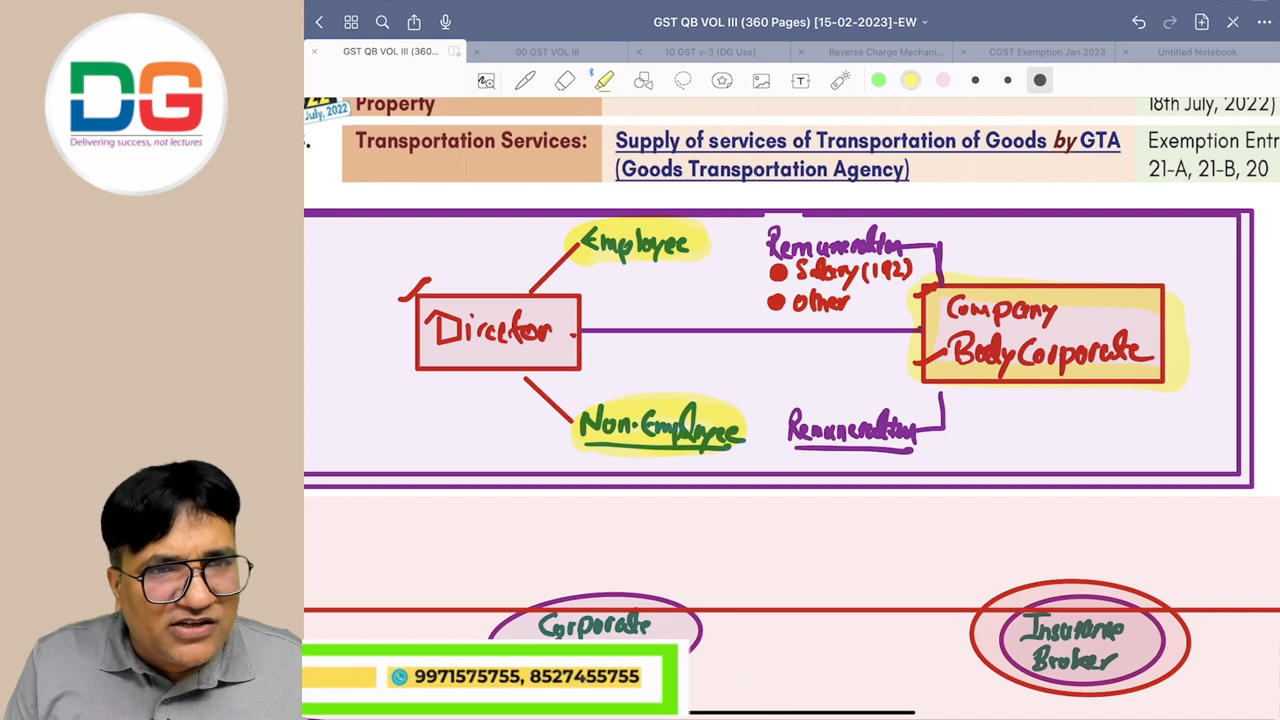 GST QB VOL III (360 Pages) [15-02-2023]-EW
GST QB VOL III (360...
00 GST VOL III
10 GST v-3 (DG Use)
Reverse Charge Mechani...
CGST Exemption Jan 2023
Untitled Notebook
DG
Delivering success, not lectures
July, 2022
Property
18th July, 2022)
Transportation Services:
Supply of services of Transportation of Goods by GTA
(Goods Transportation Agency)
Exemption Entr
21-A, 21-B, 20
Employee
Remuneration
Salary (192)
Other
Director
Company
Body Corporate
Non-Employee
Remuneration
Corporate
Insurance
Broker
9971575755, 8527455755